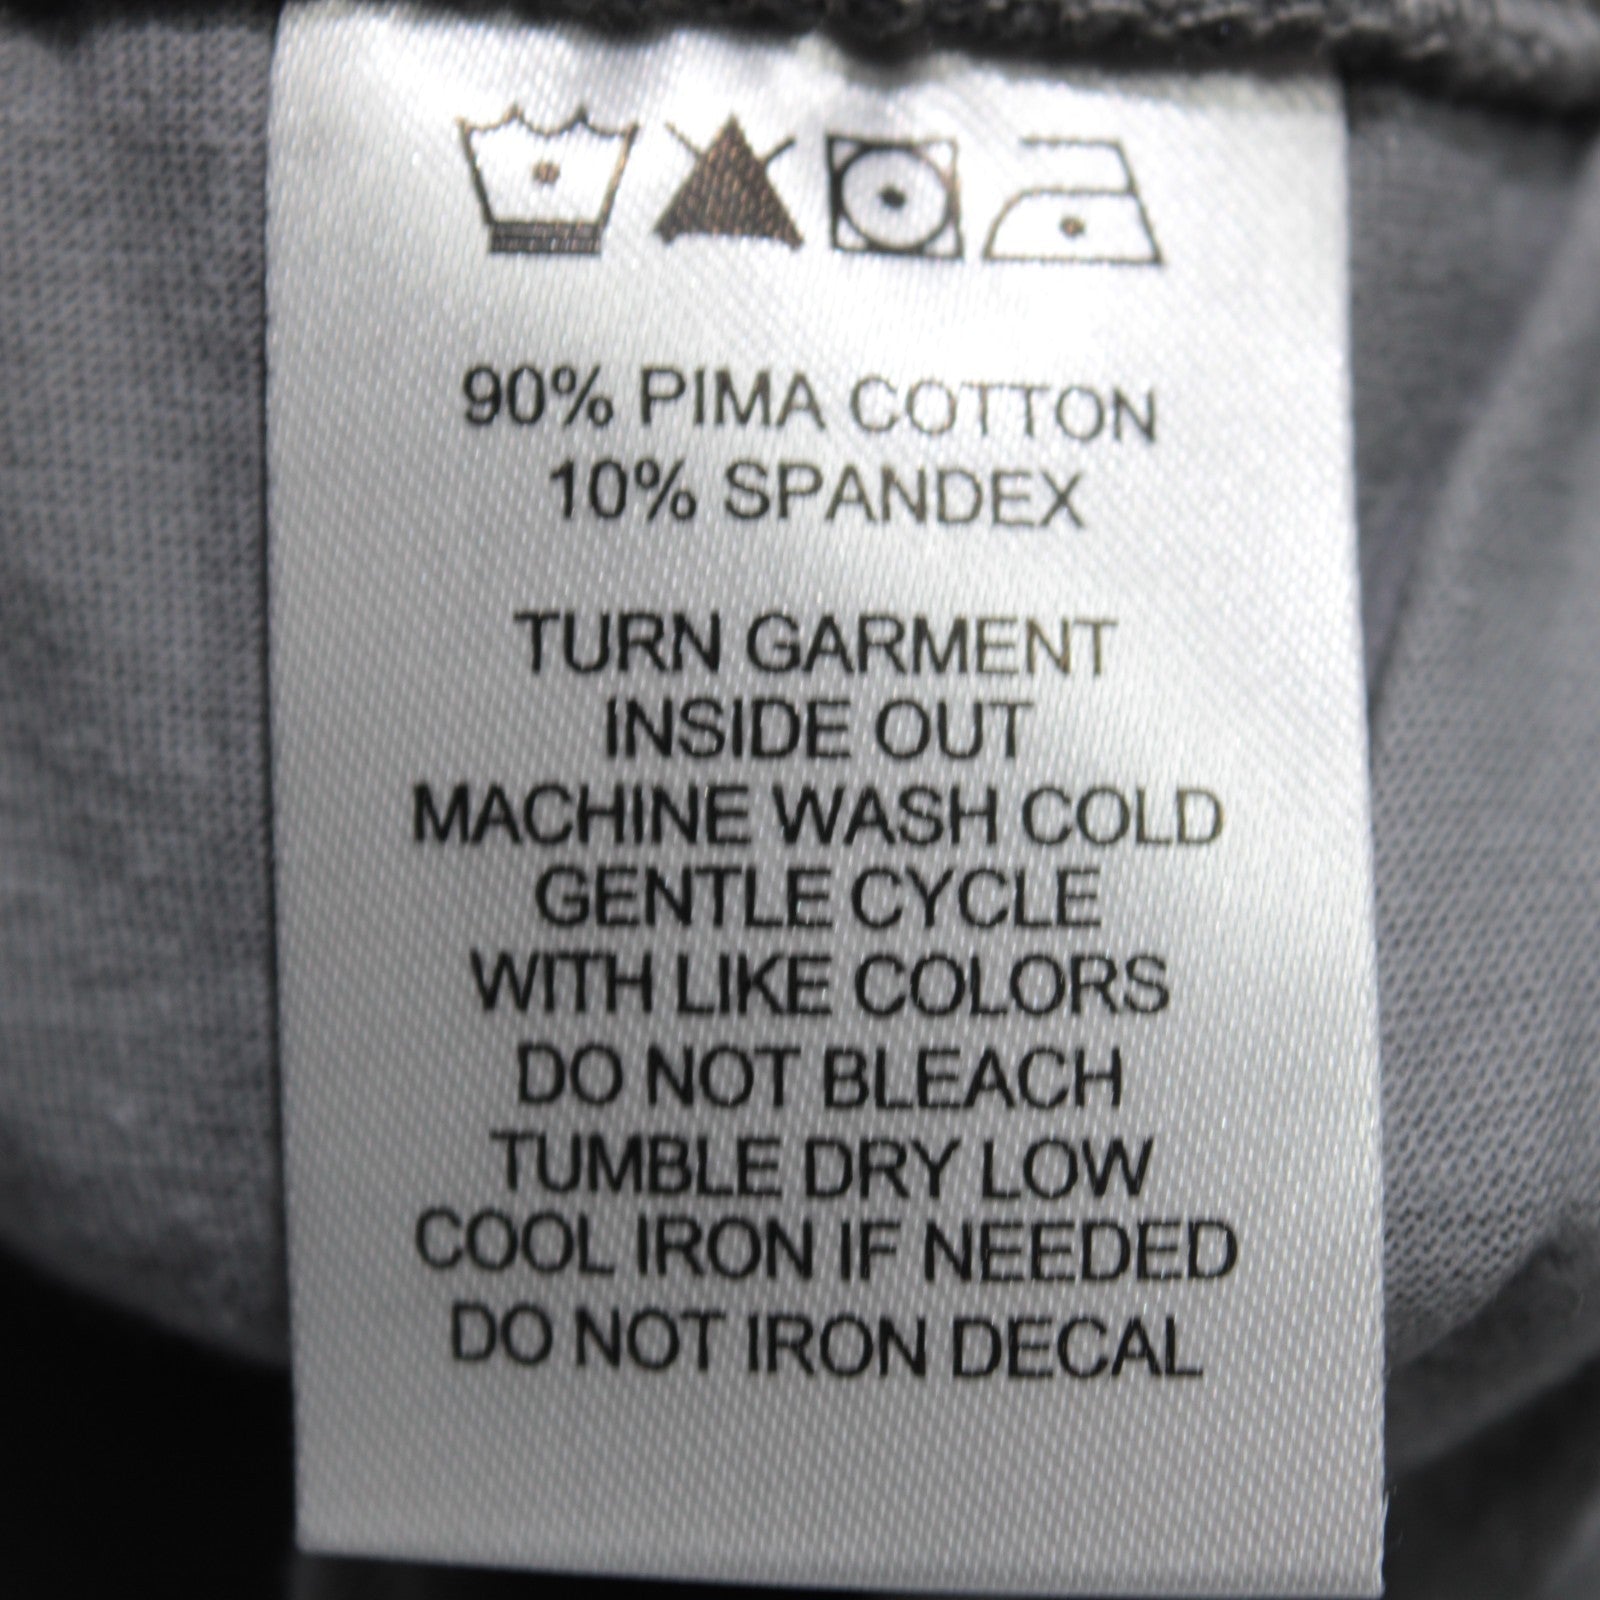 90% PIMA COTTON
10% SPANDEX
TURN GARMENT
INSIDE OUT
MACHINE WASH COLD
GENTLE CYCLE
WITH LIKE COLORS
DO NOT BLEACH
TUMBLE DRY LOW
COOL IRON IF NEEDED
DO NOT IRON DECAL